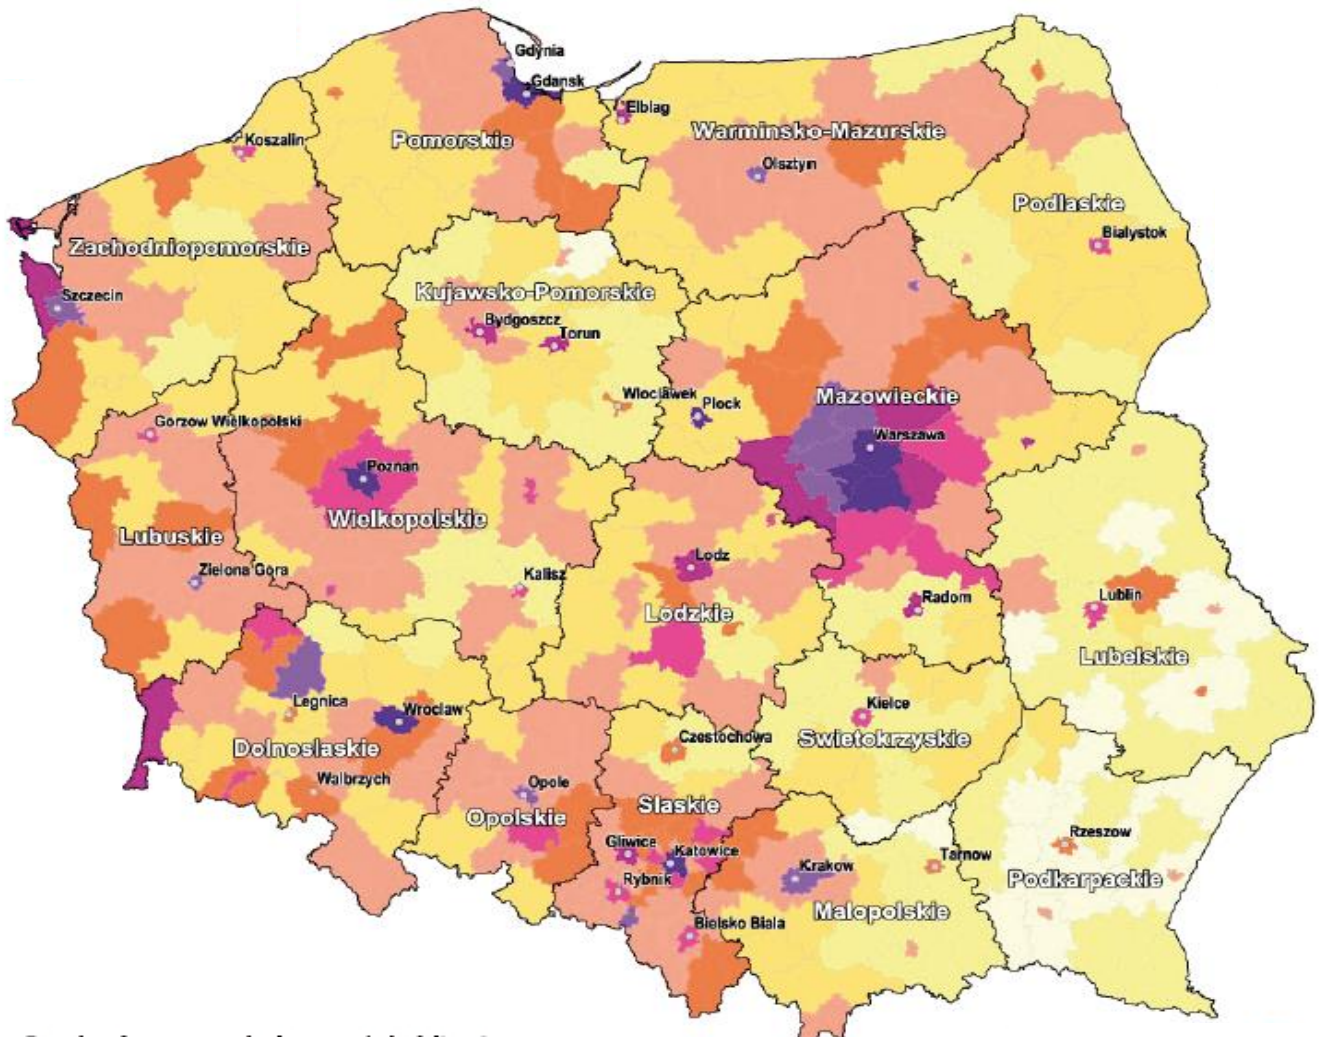 Gdynia
Gdansk
Elblag
Koszalin
Pomorskie
Warminsko-Mazurskie
Olsztyn
Podlaskie
Bialystok
Zachodniopomorskie
Szczecin
Kujawsko-Pomorskie
Bydgoszcz
Torun
Wloclawek
Plock
Mazowieckie
Warszawa
Gorzow Wielkopolski
Poznan
Wielkopolskie
Lubuskie
Zielona Gora
Kalisz
Lodz
Lodzkie
Radom
Lublin
Lubelskie
Legnica
Wroclaw
Dolnoslaskie
Walbrzych
Czestochowa
Kielce
Swietokrzyskie
Opole
Opolskie
Slaskie
Gliwice
Katowice
Rybnik
Krakow
Tarnow
Rzeszow
Podkarpackie
Malopolskie
Bielsko Biala